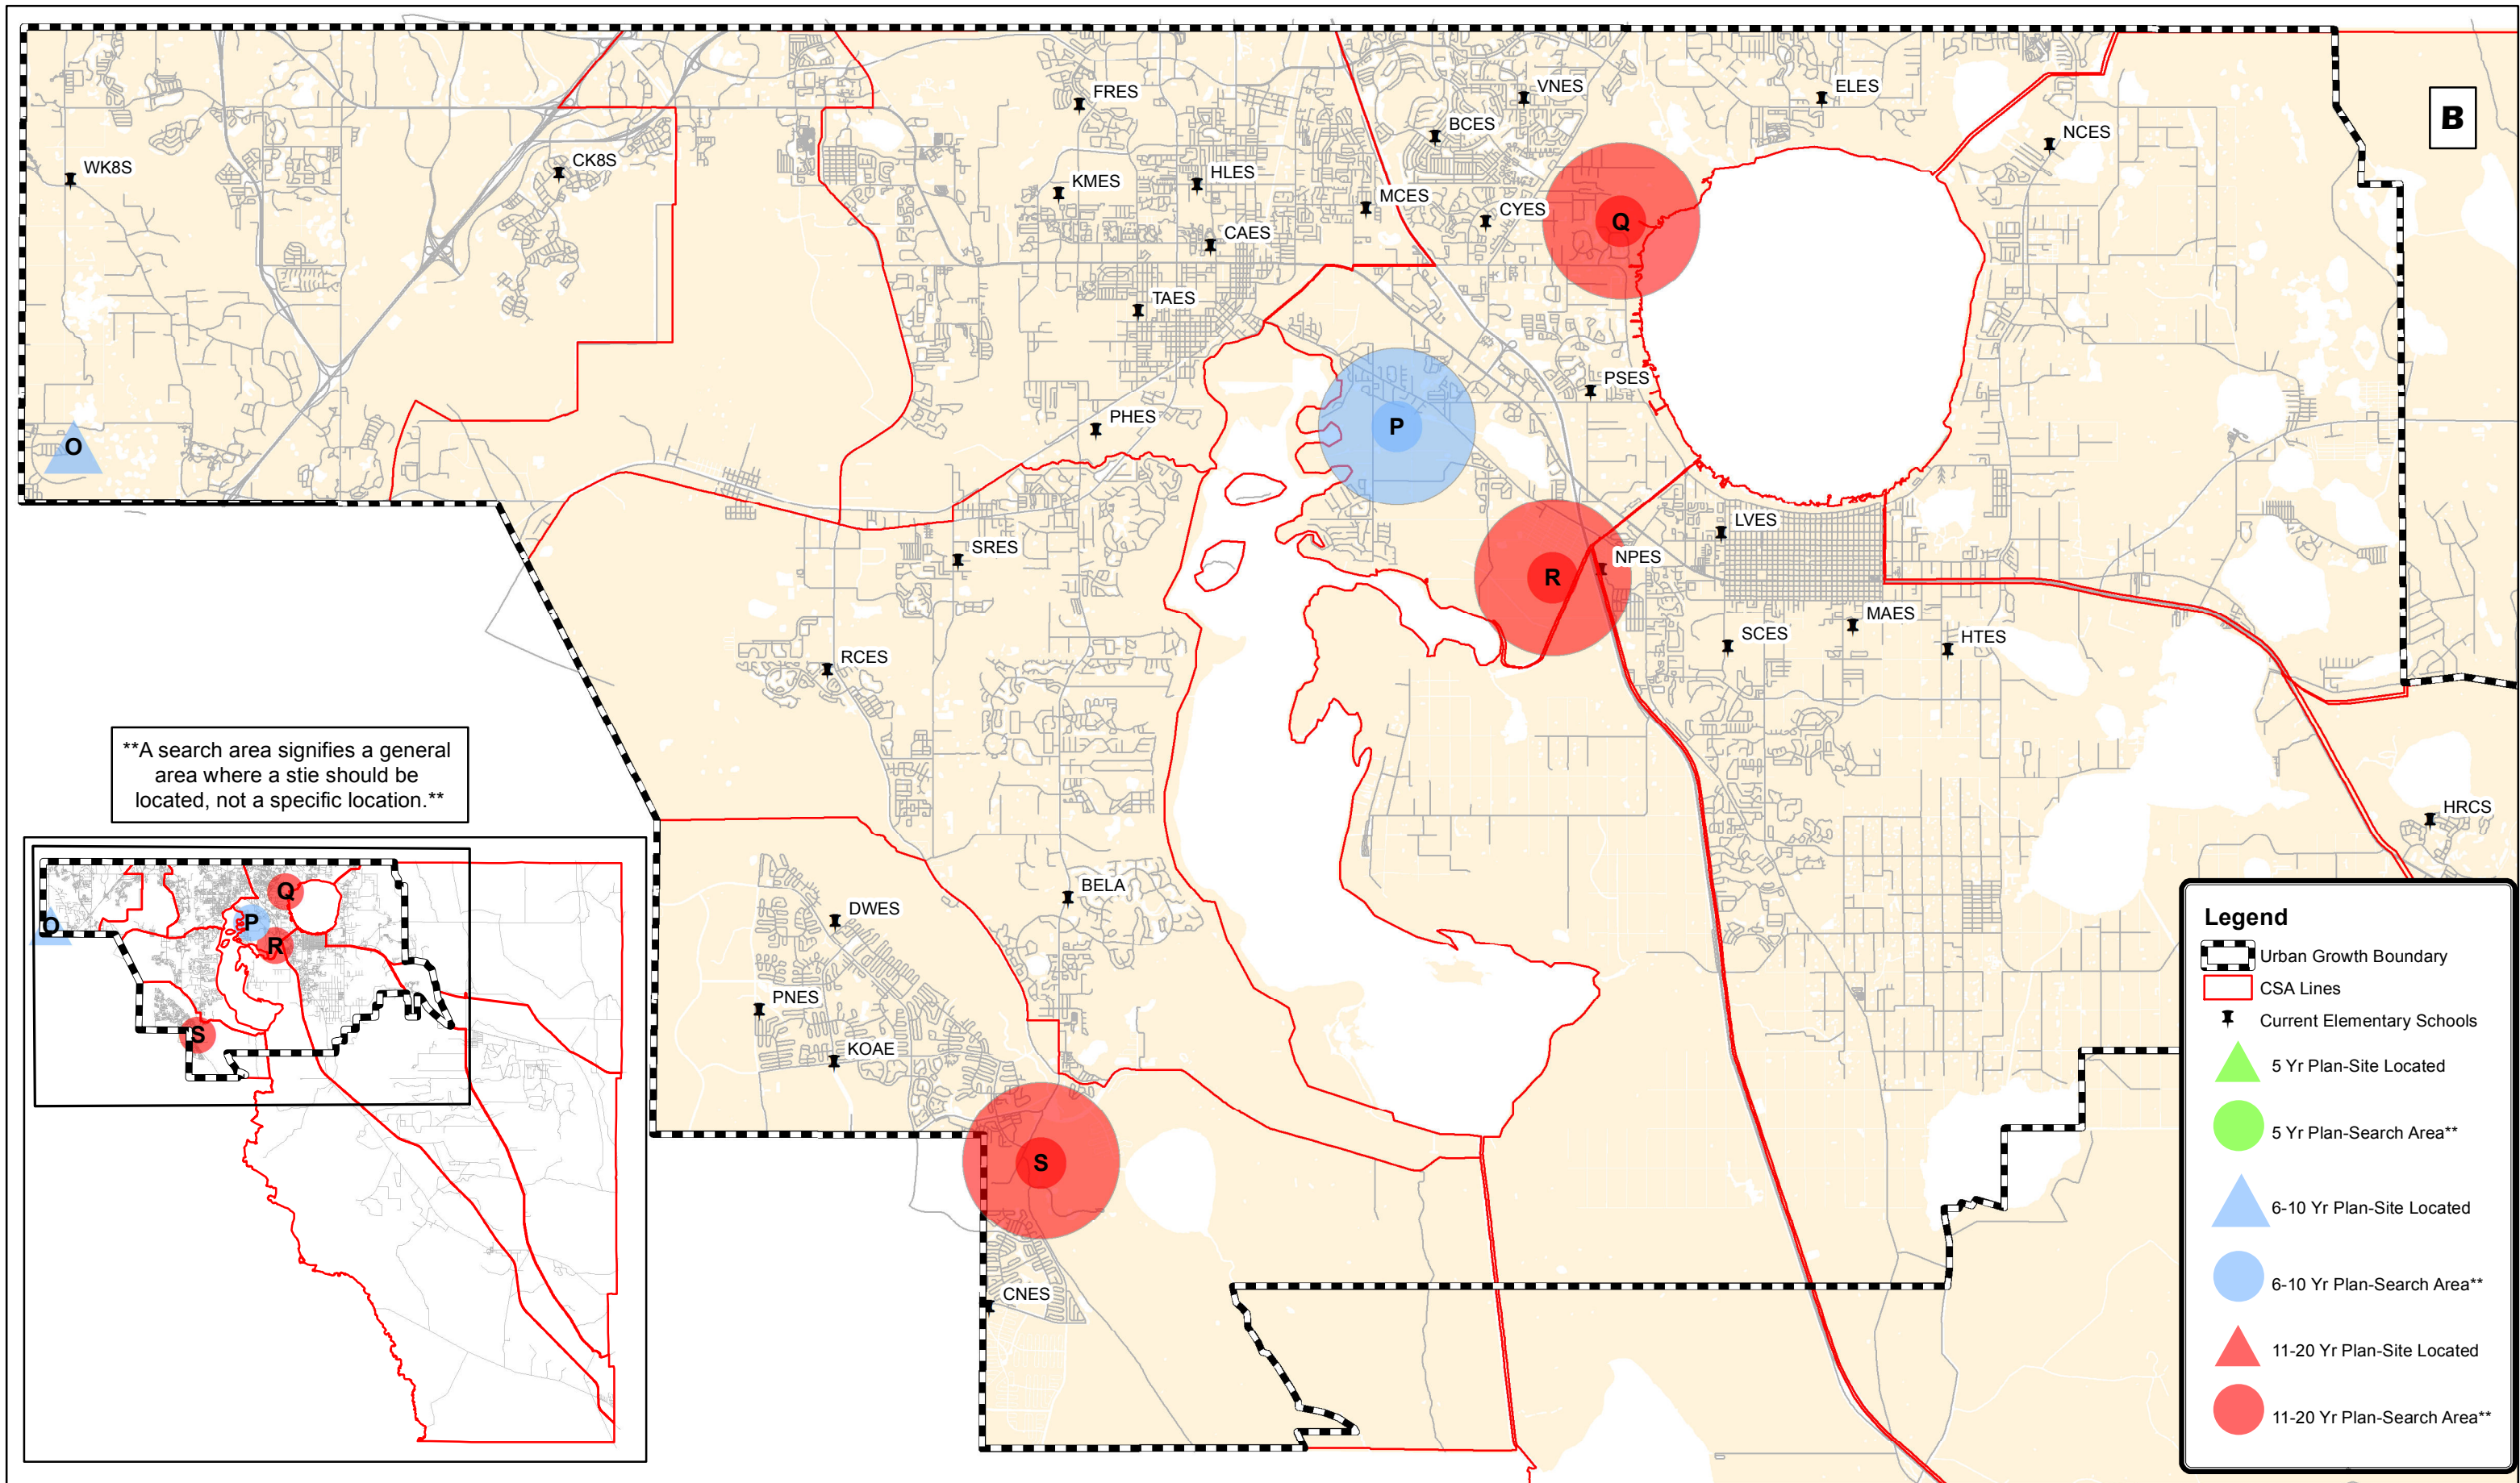 B
FRES
VNES
ELES
BCES
NCES
WK8S
CK8S
KMES
HLES
MCES
CYES
Q
CAES
TAES
PSES
PHES
P
O
LVES
SRES
NPES
R
MAES
SCES
HTES
RCES
**A search area signifies a general
area where a stie should be
located, not a specific location.**
HRCS
BELA
DWES
PNES
KOAE
S
CNES
Q
P
O
R
S
Legend
Urban Growth Boundary
CSA Lines
Current Elementary Schools
5 Yr Plan-Site Located
5 Yr Plan-Search Area**
6-10 Yr Plan-Site Located
6-10 Yr Plan-Search Area**
11-20 Yr Plan-Site Located
11-20 Yr Plan-Search Area**